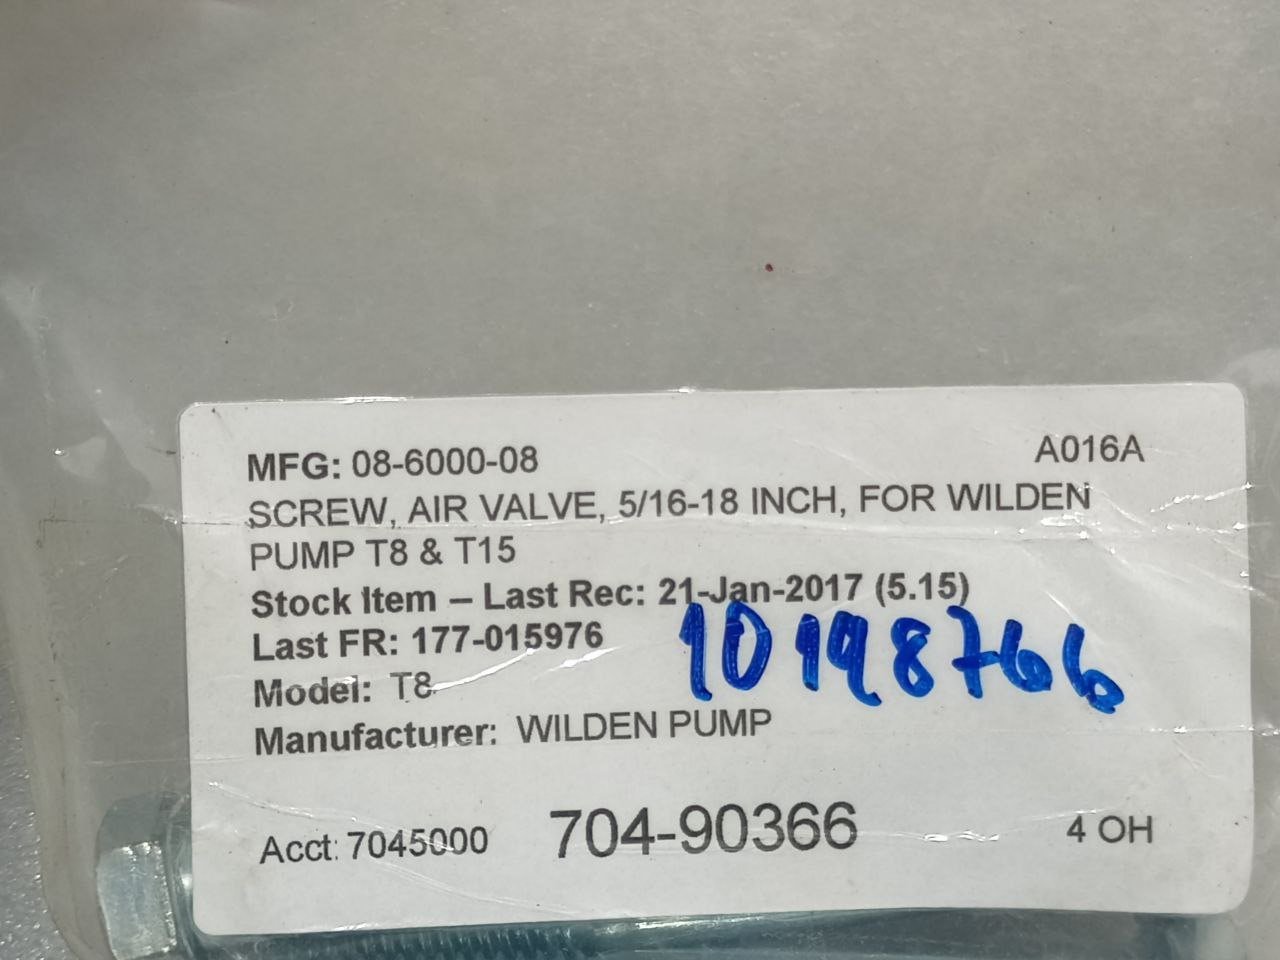 MFG: 08-6000-08 A016A
SCREW, AIR VALVE, 5/16-18 INCH, FOR WILDEN
PUMP T8 & T15
Stock Item – Last Rec: 21-Jan-2017 (5.15)
Last FR: 177-015976
10198766
Model: T8
Manufacturer: WILDEN PUMP
Acct: 7045000 704-90366 4 OH